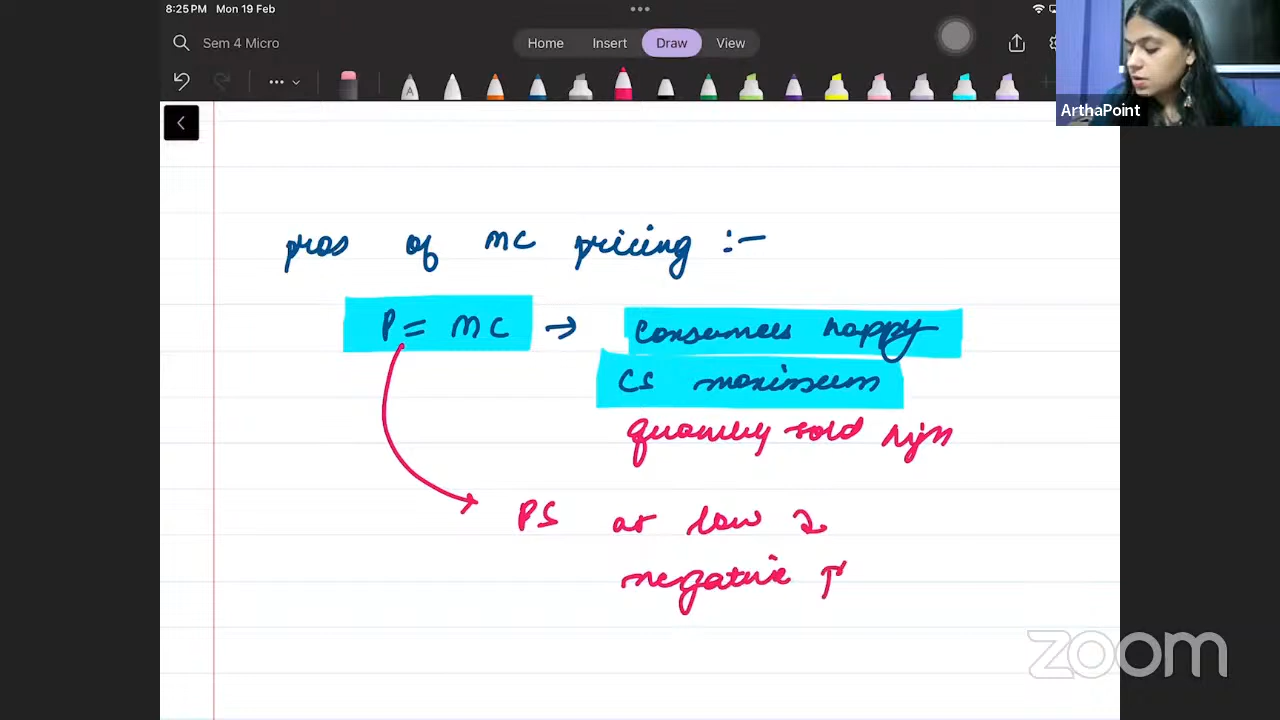 8:25 PM Mon 19 Feb
Sem 4 Micro
Home Insert Draw View
A
ArthaPoint
pros of MC pricing :-
P = MC → Consumers happy
CS maximum
quantity sold high
PS at low &
negative π
zoom